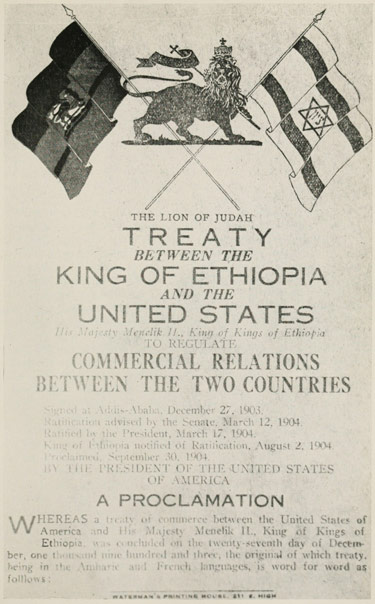 THE LION OF JUDAH
TREATY
BETWEEN THE
KING OF ETHIOPIA
AND THE
UNITED STATES
His Majesty Menelik II., King of Kings of Ethiopia
TO REGULATE
COMMERCIAL RELATIONS
BETWEEN THE TWO COUNTRIES
Signed at Addis-Ababa, December 27, 1903.
Ratification advised by the Senate, March 12, 1904.
Ratified by the President, March 17, 1904.
King of Ethiopia notified of Ratification, August 2, 1904.
Proclaimed, September 30, 1904.
BY THE PRESIDENT OF THE UNITED STATES
OF AMERICA
A PROCLAMATION
WHEREAS a treaty of commerce between the United States of
America and His Majesty Menelik II., King of Kings of
Ethiopia, was concluded on the twenty-seventh day of Decem-
ber, one thousand nine hundred and three, the original of which treaty,
being in the Amharic and French languages, is word for word as
folllows:
WATERMAN'S PRINTING HOUSE, 211 E. HIGH